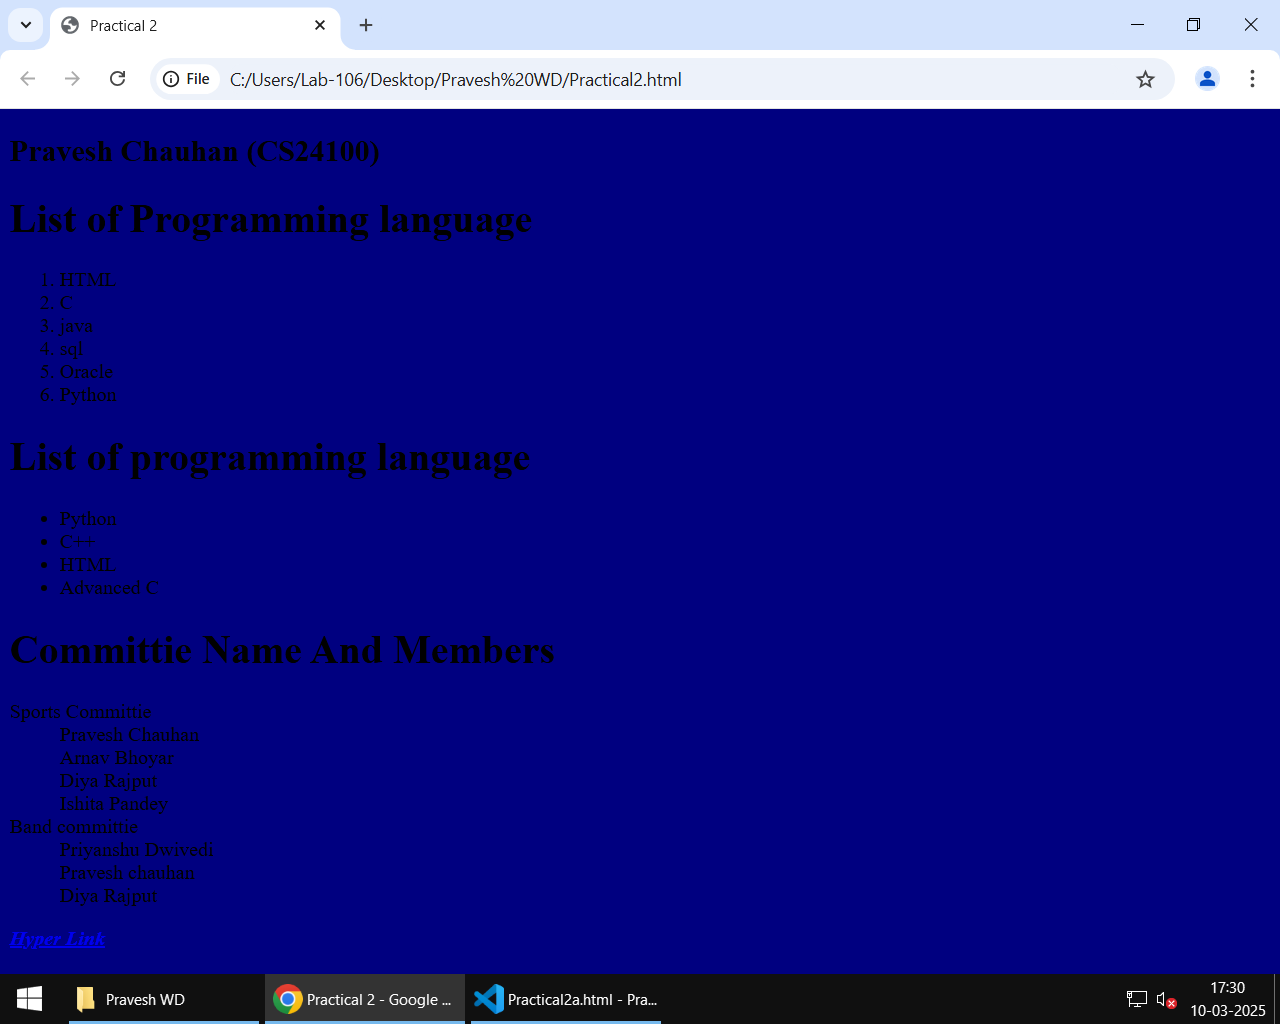 Practical 2
File
C:/Users/Lab-106/Desktop/Pravesh%20WD/Practical2.html
Pravesh Chauhan (CS24100)
List of Programming language
1. HTML
2. C
3. java
4. sql
5. Oracle
6. Python
List of programming language
• Python
• C++
• HTML
• Advanced C
Committie Name And Members
Sports Committie
Pravesh Chauhan
Arnav Bhoyar
Diya Rajput
Ishita Pandey
Band committie
Priyanshu Dwivedi
Pravesh chauhan
Diya Rajput
Hyper Link
Pravesh WD
Practical 2 - Google ...
Practical2a.html - Pra...
17:30
10-03-2025